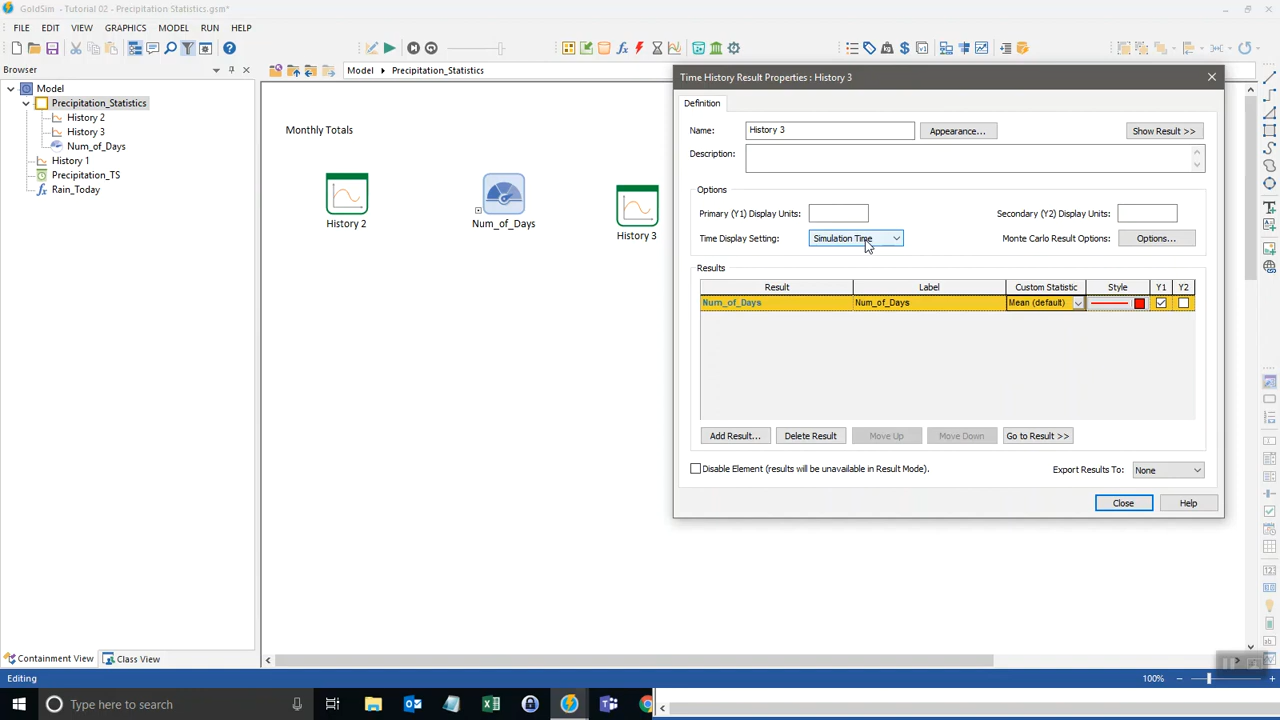 GoldSim - Tutorial 02 - Precipitation Statistics.gsm*
FILE EDIT VIEW GRAPHICS MODEL RUN HELP
Browser
Model Precipitation_Statistics
Model
Precipitation_Statistics
History 2
History 3
Num_of_Days
History 1
Precipitation_TS
Rain_Today
Monthly Totals
History 2
Num_of_Days
History 3
Time History Result Properties : History 3
Definition
Name: History 3 Appearance... Show Result >>
Description:
Options
Primary (Y1) Display Units: Secondary (Y2) Display Units:
Time Display Setting: Simulation Time Monte Carlo Result Options: Options...
Results
Result Label Custom Statistic Style Y1 Y2
Num_of_Days Num_of_Days Mean (default)
Add Result... Delete Result Move Up Move Down Go to Result >>
Disable Element (results will be unavailable in Result Mode). Export Results To: None
Close Help
Containment View Class View
Editing 100%
Type here to search